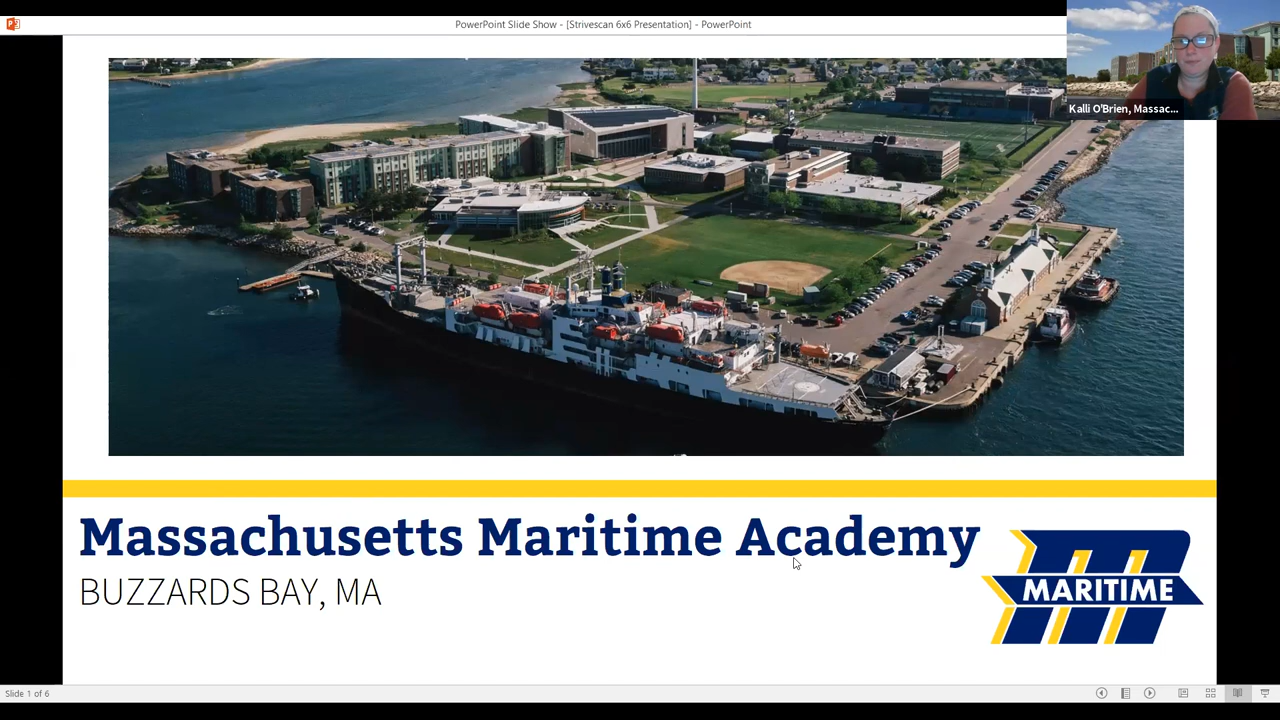 PowerPoint Slide Show - [Strivescan 6x6 Presentation] - PowerPoint
Kalli O'Brien, Massac...
Massachusetts Maritime Academy
BUZZARDS BAY, MA
MARITIME
Slide 1 of 6